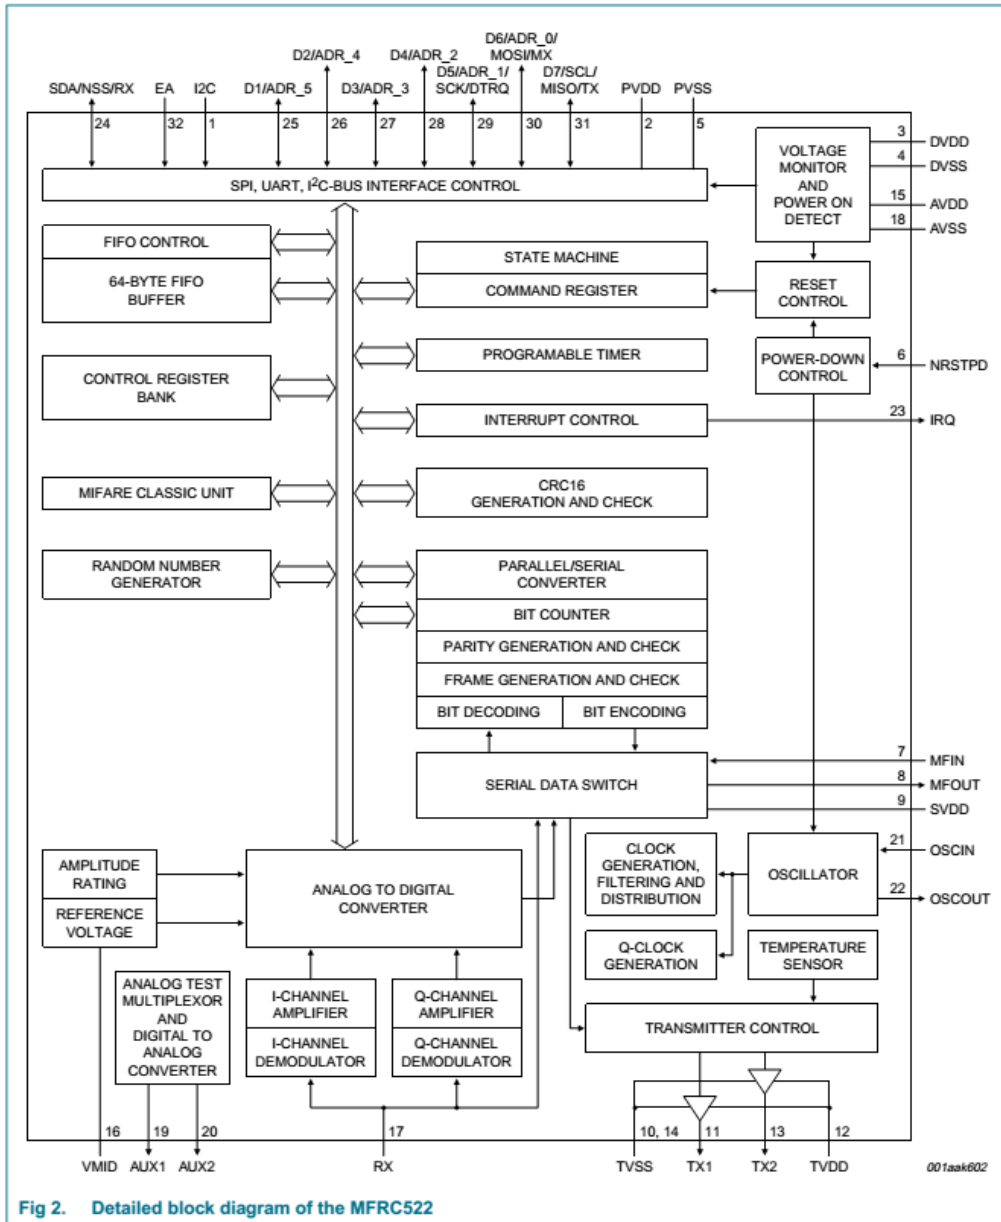 D6/ADR_0/
D2/ADR_4 D4/ADR_2 MOSI/MX
D5/ADR_1/ D7/SCL/
SDA/NSS/RX EA I2C D1/ADR_5 D3/ADR_3 SCK/DTRQ MISO/TX PVDD PVSS
24 32 1 25 26 27 28 29 30 31 2 5
3 DVDD
VOLTAGE
MONITOR
AND
POWER ON
DETECT
4 DVSS
15 AVDD
18 AVSS
SPI, UART, I²C-BUS INTERFACE CONTROL
FIFO CONTROL
64-BYTE FIFO
BUFFER
STATE MACHINE
COMMAND REGISTER
RESET
CONTROL
PROGRAMABLE TIMER
POWER-DOWN
CONTROL
6 NRSTPD
CONTROL REGISTER
BANK
INTERRUPT CONTROL
23 IRQ
MIFARE CLASSIC UNIT
CRC16
GENERATION AND CHECK
RANDOM NUMBER
GENERATOR
PARALLEL/SERIAL
CONVERTER
BIT COUNTER
PARITY GENERATION AND CHECK
FRAME GENERATION AND CHECK
BIT DECODING BIT ENCODING
SERIAL DATA SWITCH
7 MFIN
8 MFOUT
9 SVDD
AMPLITUDE
RATING
REFERENCE
VOLTAGE
ANALOG TO DIGITAL
CONVERTER
CLOCK
GENERATION,
FILTERING AND
DISTRIBUTION
OSCILLATOR
21 OSCIN
22 OSCOUT
Q-CLOCK
GENERATION
TEMPERATURE
SENSOR
ANALOG TEST
MULTIPLEXOR
AND
DIGITAL TO
ANALOG
CONVERTER
I-CHANNEL
AMPLIFIER
I-CHANNEL
DEMODULATOR
Q-CHANNEL
AMPLIFIER
Q-CHANNEL
DEMODULATOR
TRANSMITTER CONTROL
16 19 20 17 10, 14 11 13 12
VMID AUX1 AUX2 RX TVSS TX1 TX2 TVDD
001aak602
Fig 2. Detailed block diagram of the MFRC522